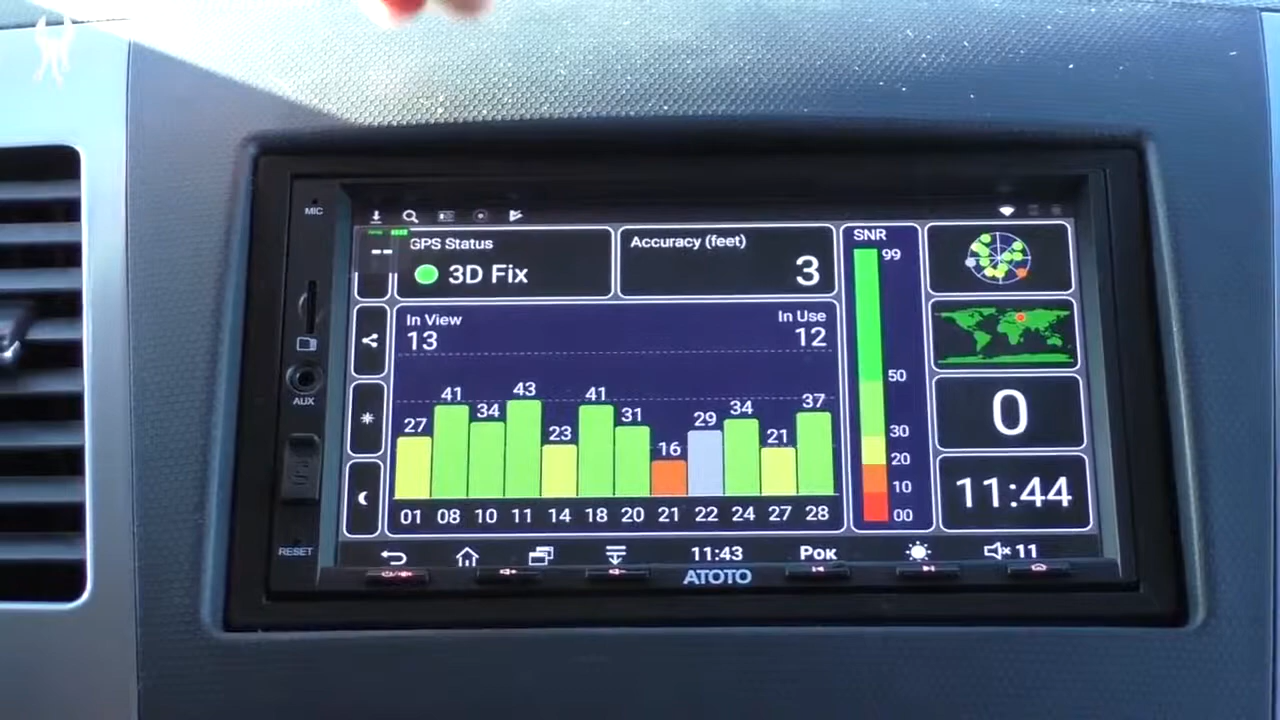 MIC
GPS Status
3D Fix
Accuracy (feet)
3
SNR
99
50
30
20
10
00
In View
13
In Use
12
27 41 34 43 23 41 31 16 29 34 21 37
01 08 10 11 14 18 20 21 22 24 27 28
0
11:44
AUX
RESET
11:43
Рок
11
ATOTO